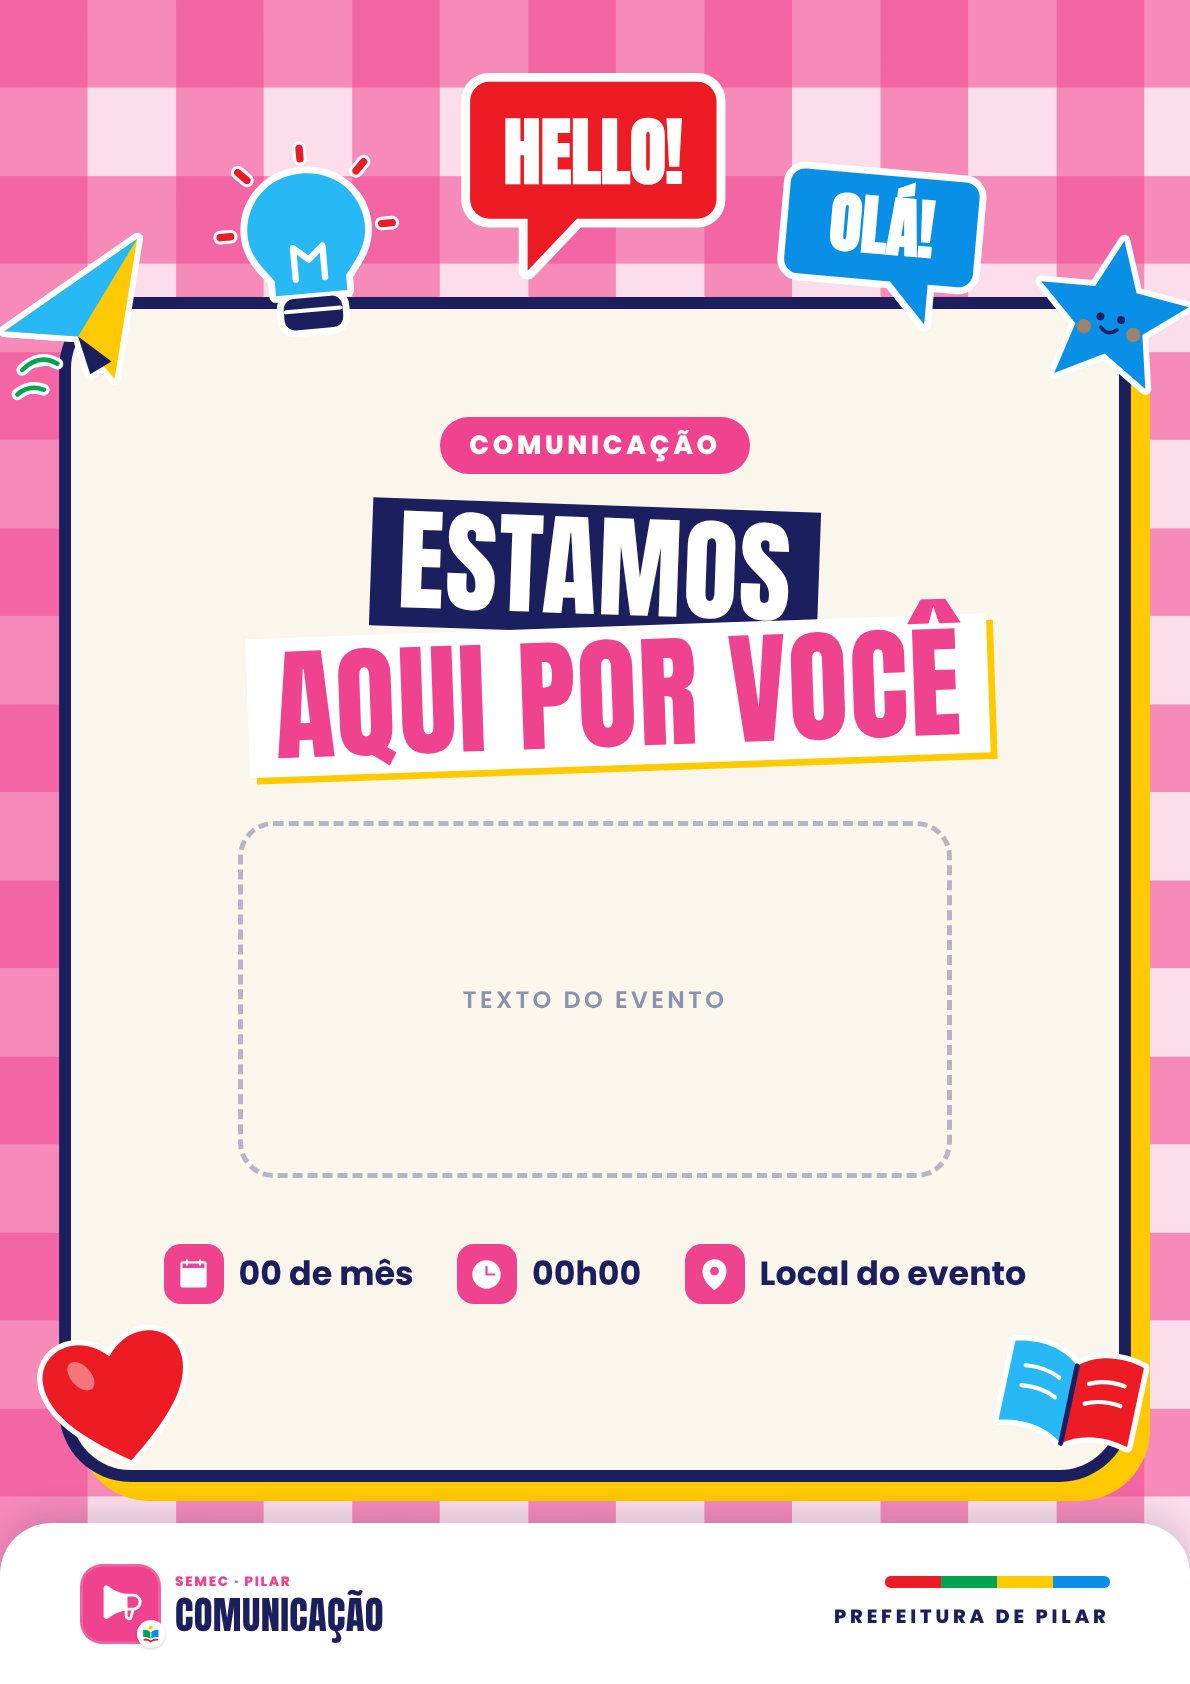 HELLO!
OLÁ!
COMUNICAÇÃO
ESTAMOS
AQUI POR VOCÊ
TEXTO DO EVENTO
00 de mês
00h00
Local do evento
SEMEC · PILAR
COMUNICAÇÃO
PREFEITURA DE PILAR